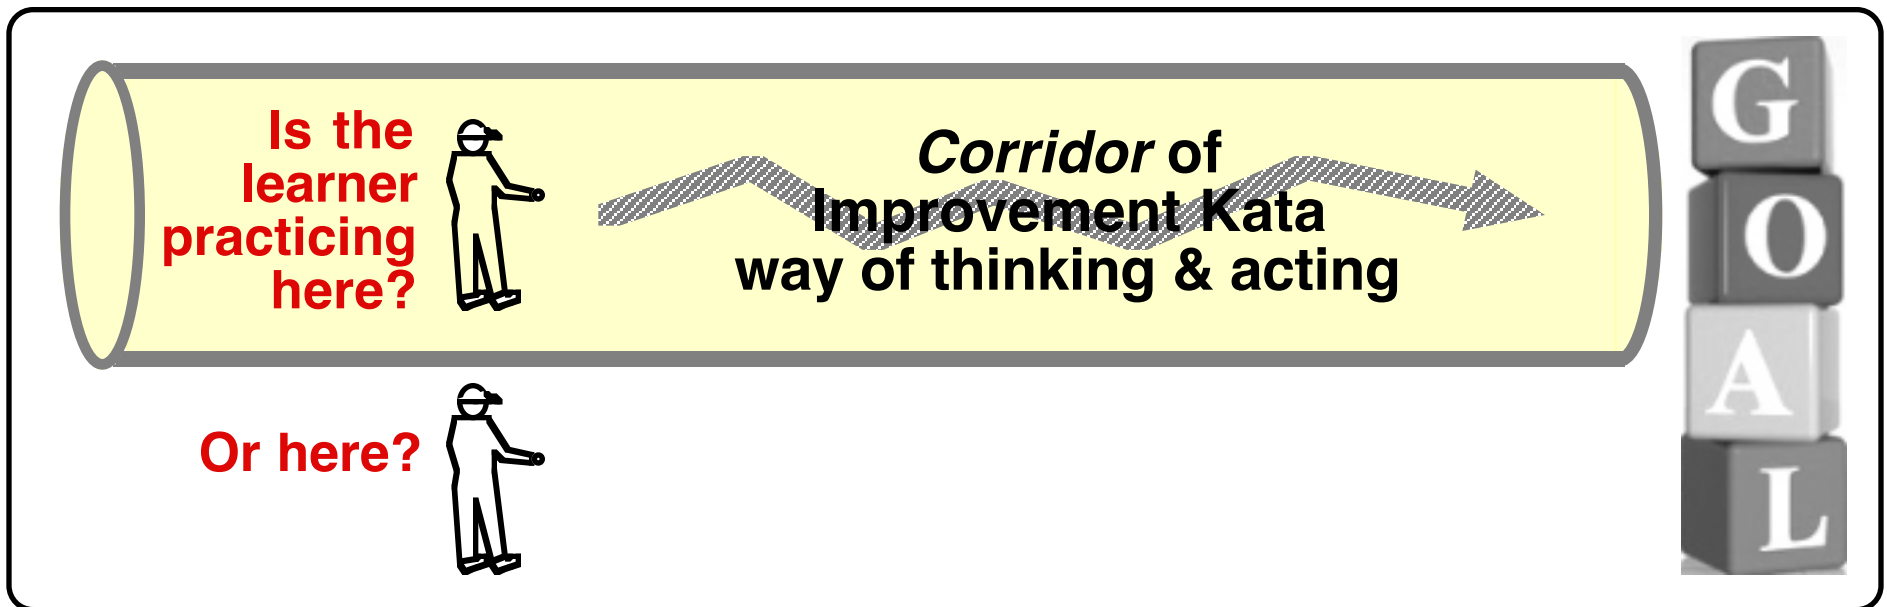 Is the
learner
practicing
here?
Corridor of
Improvement Kata
way of thinking & acting
Or here?
G
O
A
L